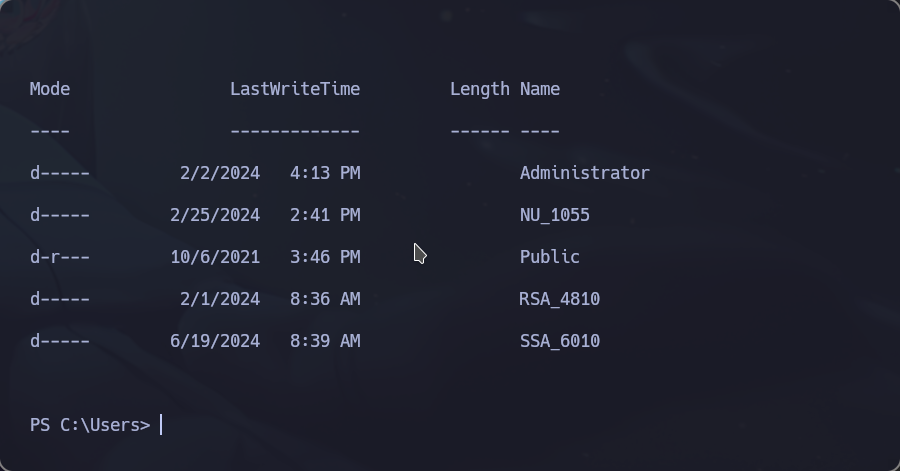 Mode                LastWriteTime         Length Name
----                -------------         ------ ----
d-----         2/2/2024   4:13 PM                Administrator
d-----        2/25/2024   2:41 PM                NU_1055
d-r---        10/6/2021   3:46 PM                Public
d-----         2/1/2024   8:36 AM                RSA_4810
d-----        6/19/2024   8:39 AM                SSA_6010
PS C:\Users>